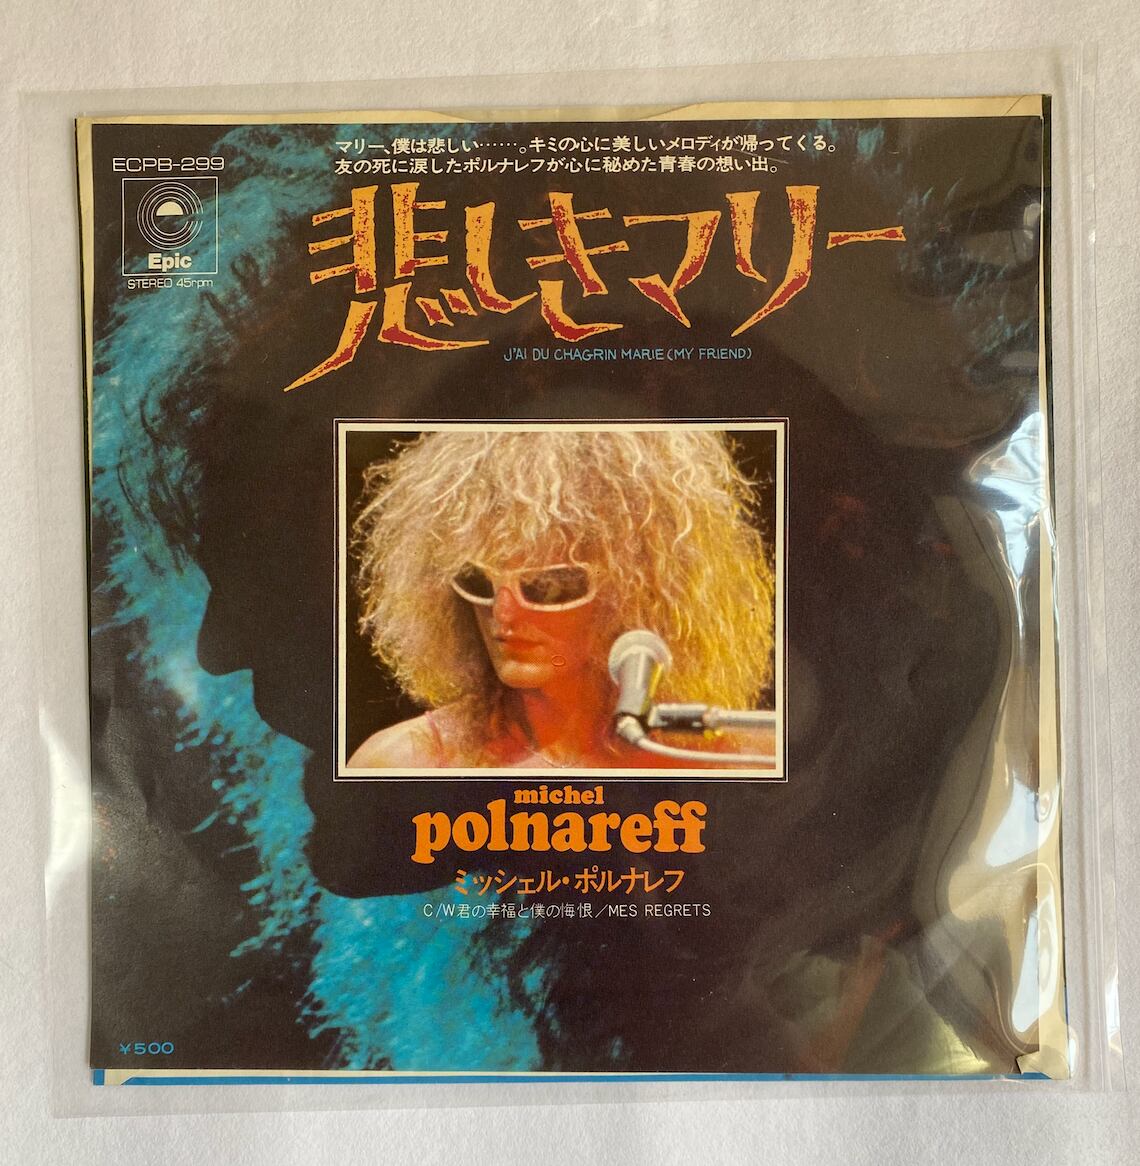 マリー、僕は悲しい……。キミの心に美しいメロディが帰ってくる。
友の死に涙したポルナレフが心に秘めた青春の想い出。
ECPB-299
Epic
STEREO 45rpm
悲しきマリー
J'AI DU CHAGRIN MARIE (MY FRIEND)
michel
polnareff
ミッシェル・ポルナレフ
C/W 君の幸福と僕の悔恨／MES REGRETS
¥500